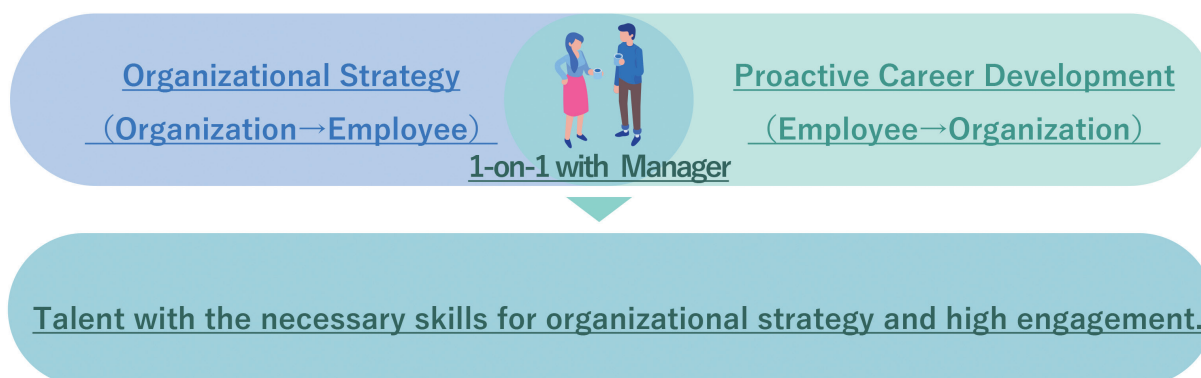 Organizational Strategy
（Organization→Employee）
Proactive Career Development
（Employee→Organization）
1-on-1 with Manager
Talent with the necessary skills for organizational strategy and high engagement.